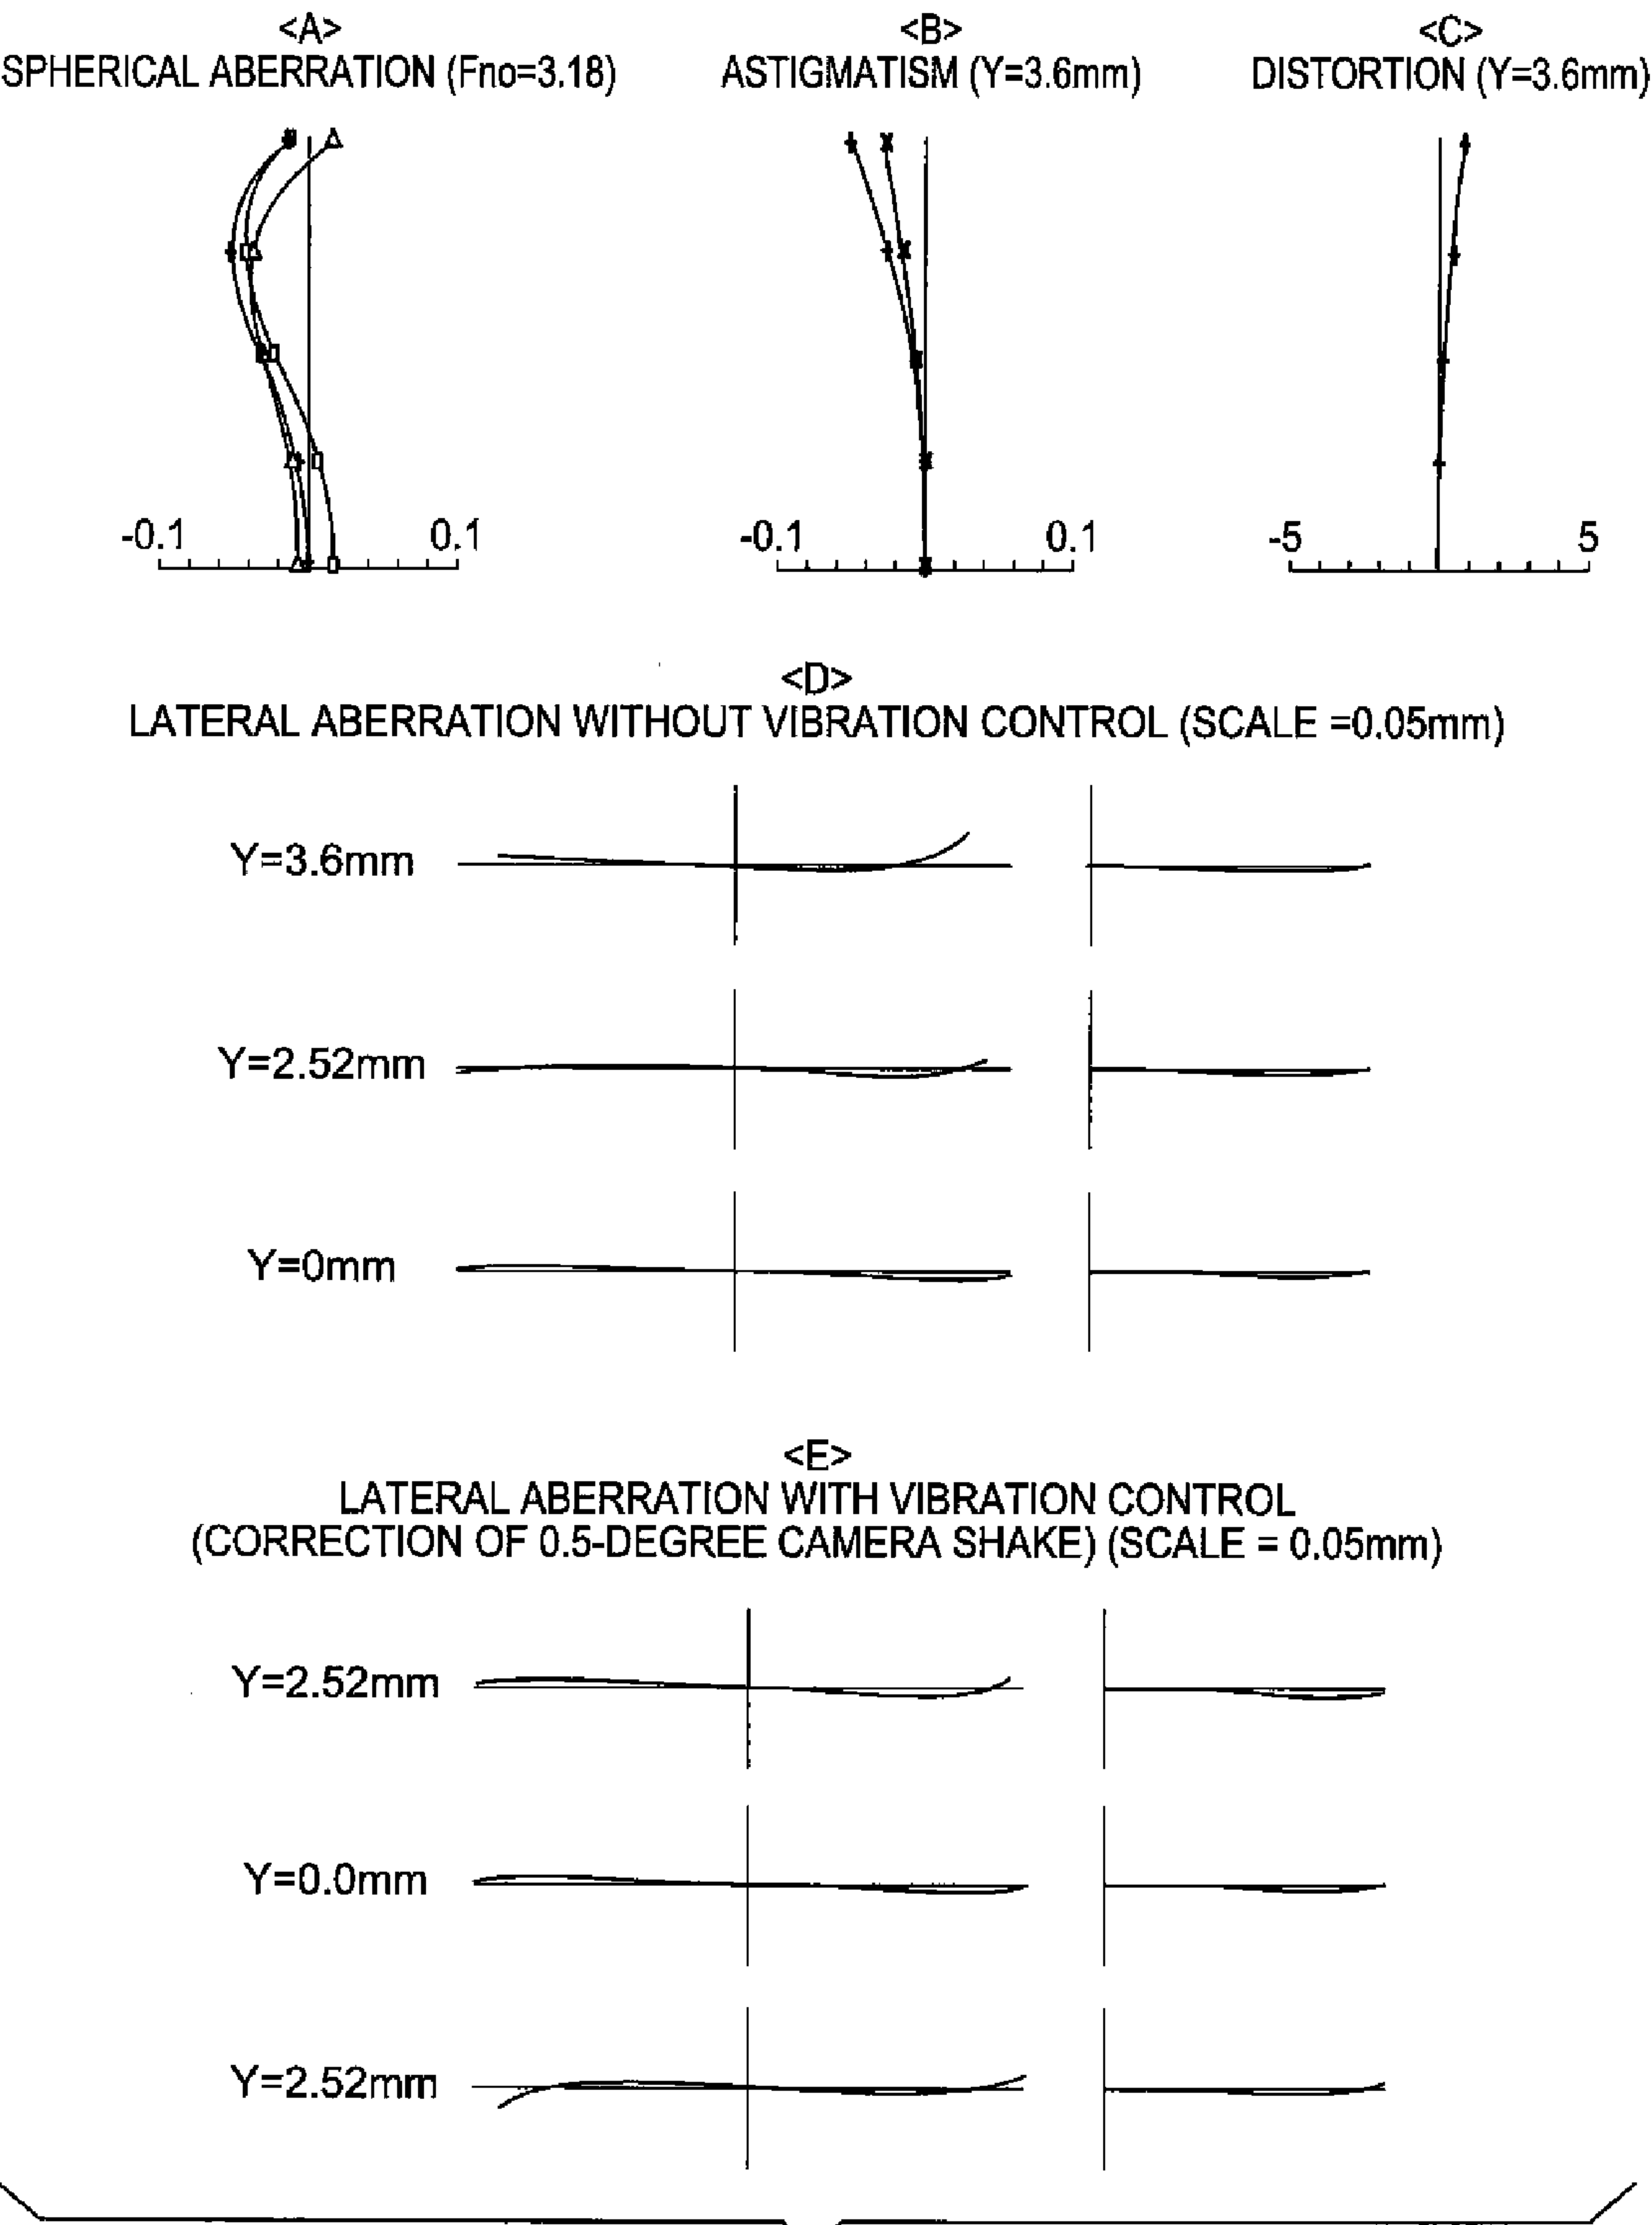 <A>
SPHERICAL ABERRATION (Fno=3.18)
<B>
ASTIGMATISM (Y=3.6mm)
<C>
DISTORTION (Y=3.6mm)
-0.1 0.1
-0.1 0.1
-5 5
<D>
LATERAL ABERRATION WITHOUT VIBRATION CONTROL (SCALE =0.05mm)
Y=3.6mm
Y=2.52mm
Y=0mm
<E>
LATERAL ABERRATION WITH VIBRATION CONTROL
(CORRECTION OF 0.5-DEGREE CAMERA SHAKE) (SCALE = 0.05mm)
Y=2.52mm
Y=0.0mm
Y=2.52mm